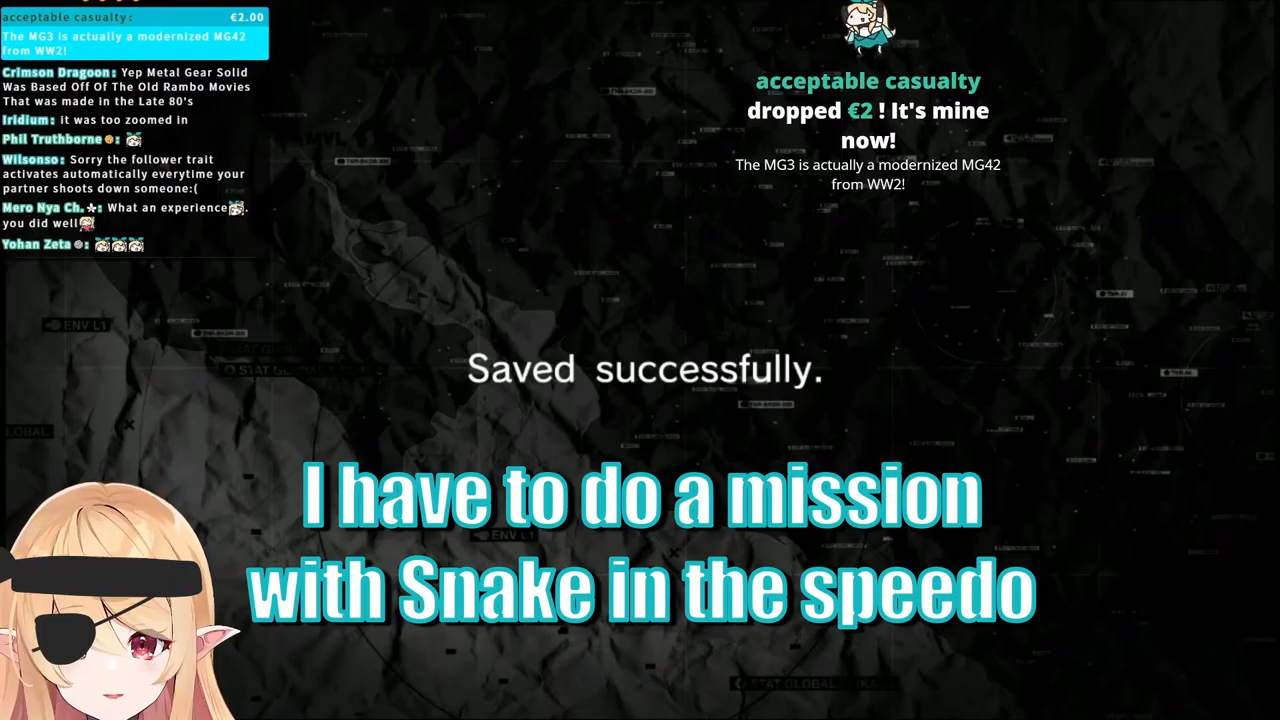 acceptable casualty: €2.00
The MG3 is actually a modernized MG42
from WW2!
Crimson Dragoon: Yep Metal Gear Solid
Was Based Off Of The Old Rambo Movies
That was made in the Late 80's
Iridium: it was too zoomed in
Phil Truthborne:
Wilsonso: Sorry the follower trait
activates automatically everytime your
partner shoots down someone:(
Mero Nya Ch.: What an experience.
you did well
Yohan Zeta:
acceptable casualty
dropped €2 ! It's mine
now!
The MG3 is actually a modernized MG42
from WW2!
ENV L1
Saved successfully.
I have to do a mission
with Snake in the speedo
ENV L1